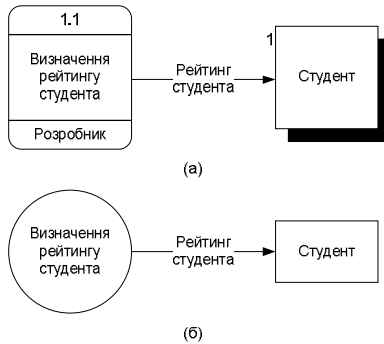 1.1
Визначення
рейтингу
студента
Розробник
Рейтинг
студента
1
Студент
(а)
Визначення
рейтингу
студента
Рейтинг
студента
Студент
(б)